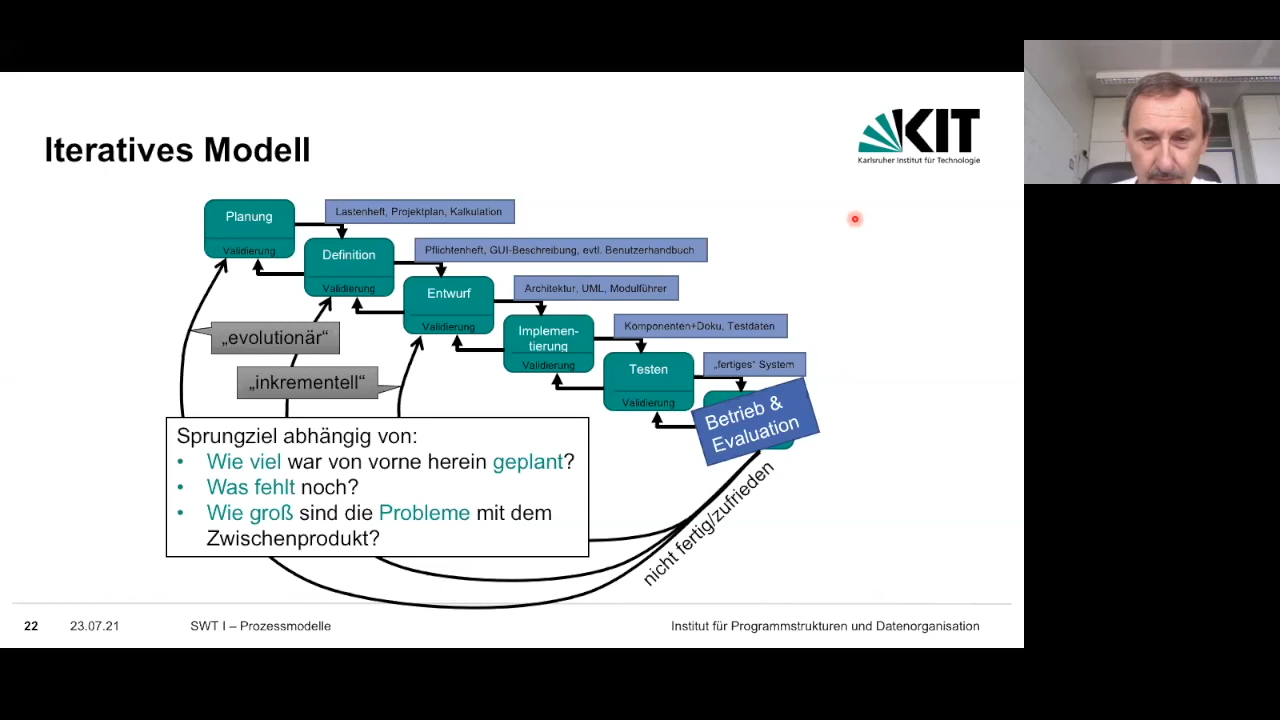 Iteratives Modell
KIT
Karlsruher Institut für Technologie
Planung
Validierung
Lastenheft, Projektplan, Kalkulation
Definition
Validierung
Pflichtenheft, GUI-Beschreibung, evtl. Benutzerhandbuch
Entwurf
Validierung
Architektur, UML, Modulführer
Implemen-
tierung
Validierung
Komponenten+Doku, Testdaten
Testen
Validierung
„fertiges“ System
Betrieb &
Evaluation
„evolutionär“
„inkrementell“
Sprungziel abhängig von:
• Wie viel war von vorne herein geplant?
• Was fehlt noch?
• Wie groß sind die Probleme mit dem
Zwischenprodukt?
nicht fertig/zufrieden
22 23.07.21 SWT I – Prozessmodelle Institut für Programmstrukturen und Datenorganisation